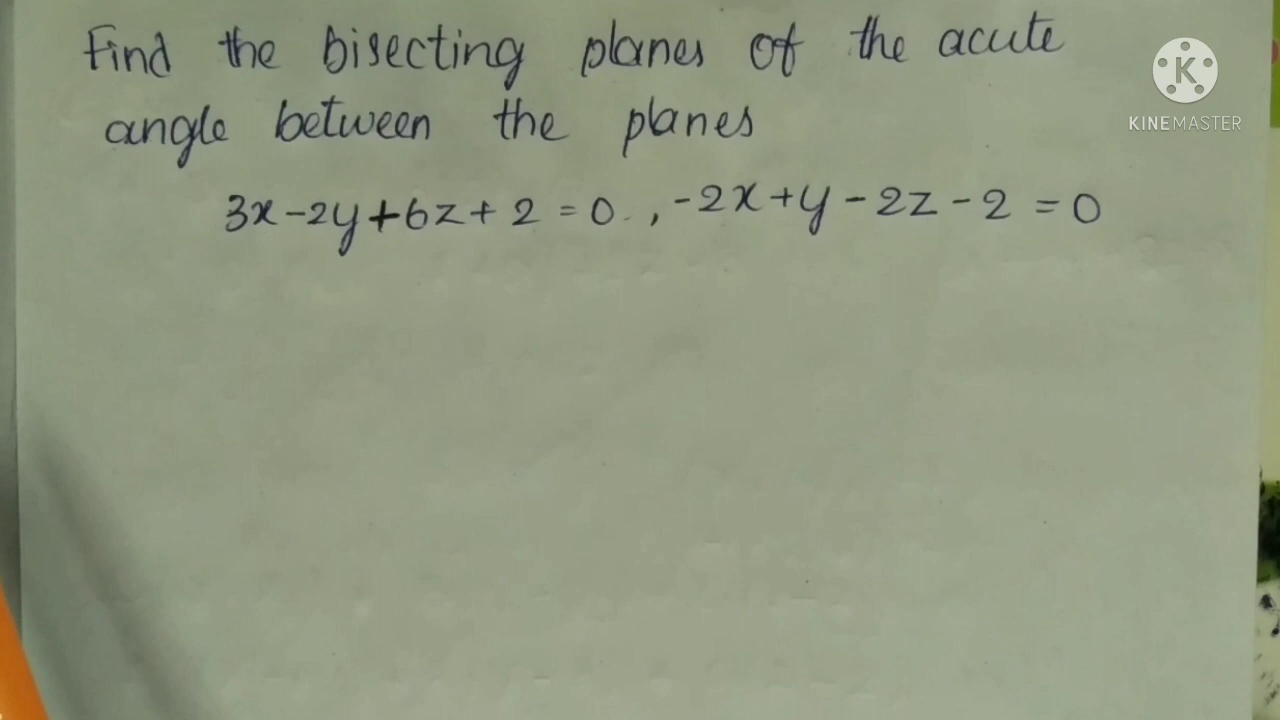 Find the bisecting planes of the acute
angle between the planes
3x-2y+6z+2 = 0 , -2x+y-2z-2 = 0
K
KINEMASTER